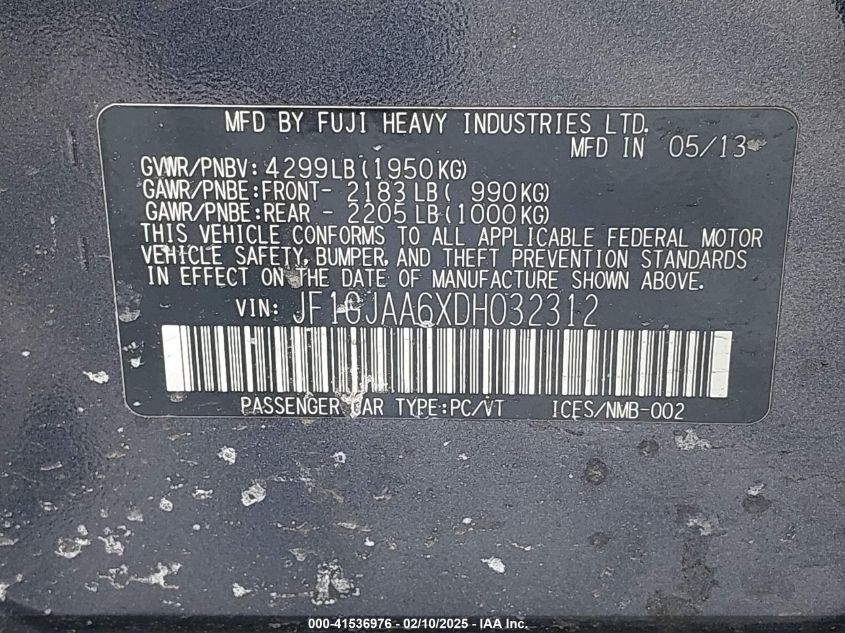 MFD BY FUJI HEAVY INDUSTRIES LTD.
MFD IN 05/13
GVWR/PNBV: 4299LB (1950KG)
GAWR/PNBE:FRONT- 2183 LB ( 990KG)
GAWR/PNBE:REAR - 2205 LB (1000KG)
THIS VEHICLE CONFORMS TO ALL APPLICABLE FEDERAL MOTOR
VEHICLE SAFETY, BUMPER, AND THEFT PREVENTION STANDARDS
IN EFFECT ON THE DATE OF MANUFACTURE SHOWN ABOVE.
VIN: JF1GJAA6XDH032312
PASSENGER CAR TYPE:PC/VT ICES/NMB-002
000-41536976 - 02/10/2025 - IAA Inc.